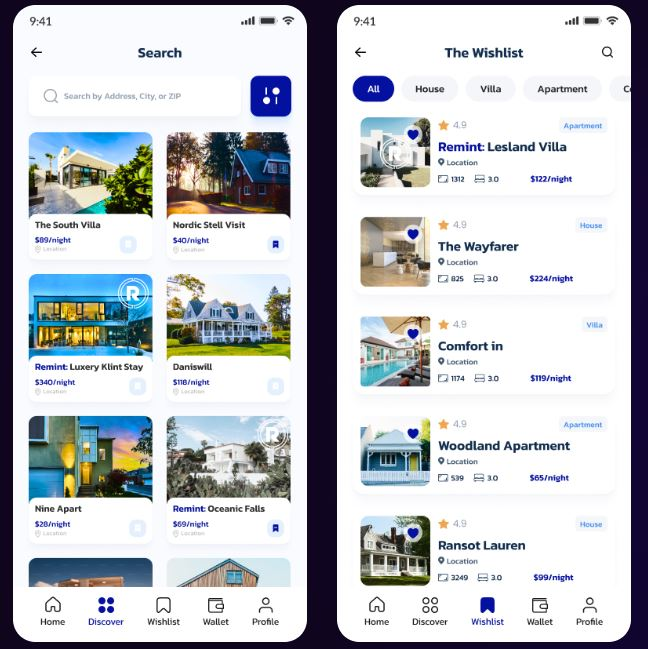 9:41
Search
Search by Address, City, or ZIP
The South Villa
$89/night
Location
Nordic Stell Visit
$40/night
Location
R
Remint: Luxery Klint Stay
$340/night
Location
Daniswill
$118/night
Location
Nine Apart
$28/night
Location
R
Remint: Oceanic Falls
$69/night
Location
Home
Discover
Wishlist
Wallet
Profile
9:41
The Wishlist
All
House
Villa
Apartment
R
4.9
Apartment
Remint: Lesland Villa
Location
1312
3.0
$122/night
4.9
House
The Wayfarer
Location
825
3.0
$224/night
4.9
Villa
Comfort in
Location
1174
3.0
$119/night
4.9
Apartment
Woodland Apartment
Location
539
3.0
$65/night
4.9
House
Ransot Lauren
Location
3249
3.0
$99/night
Home
Discover
Wishlist
Wallet
Profile